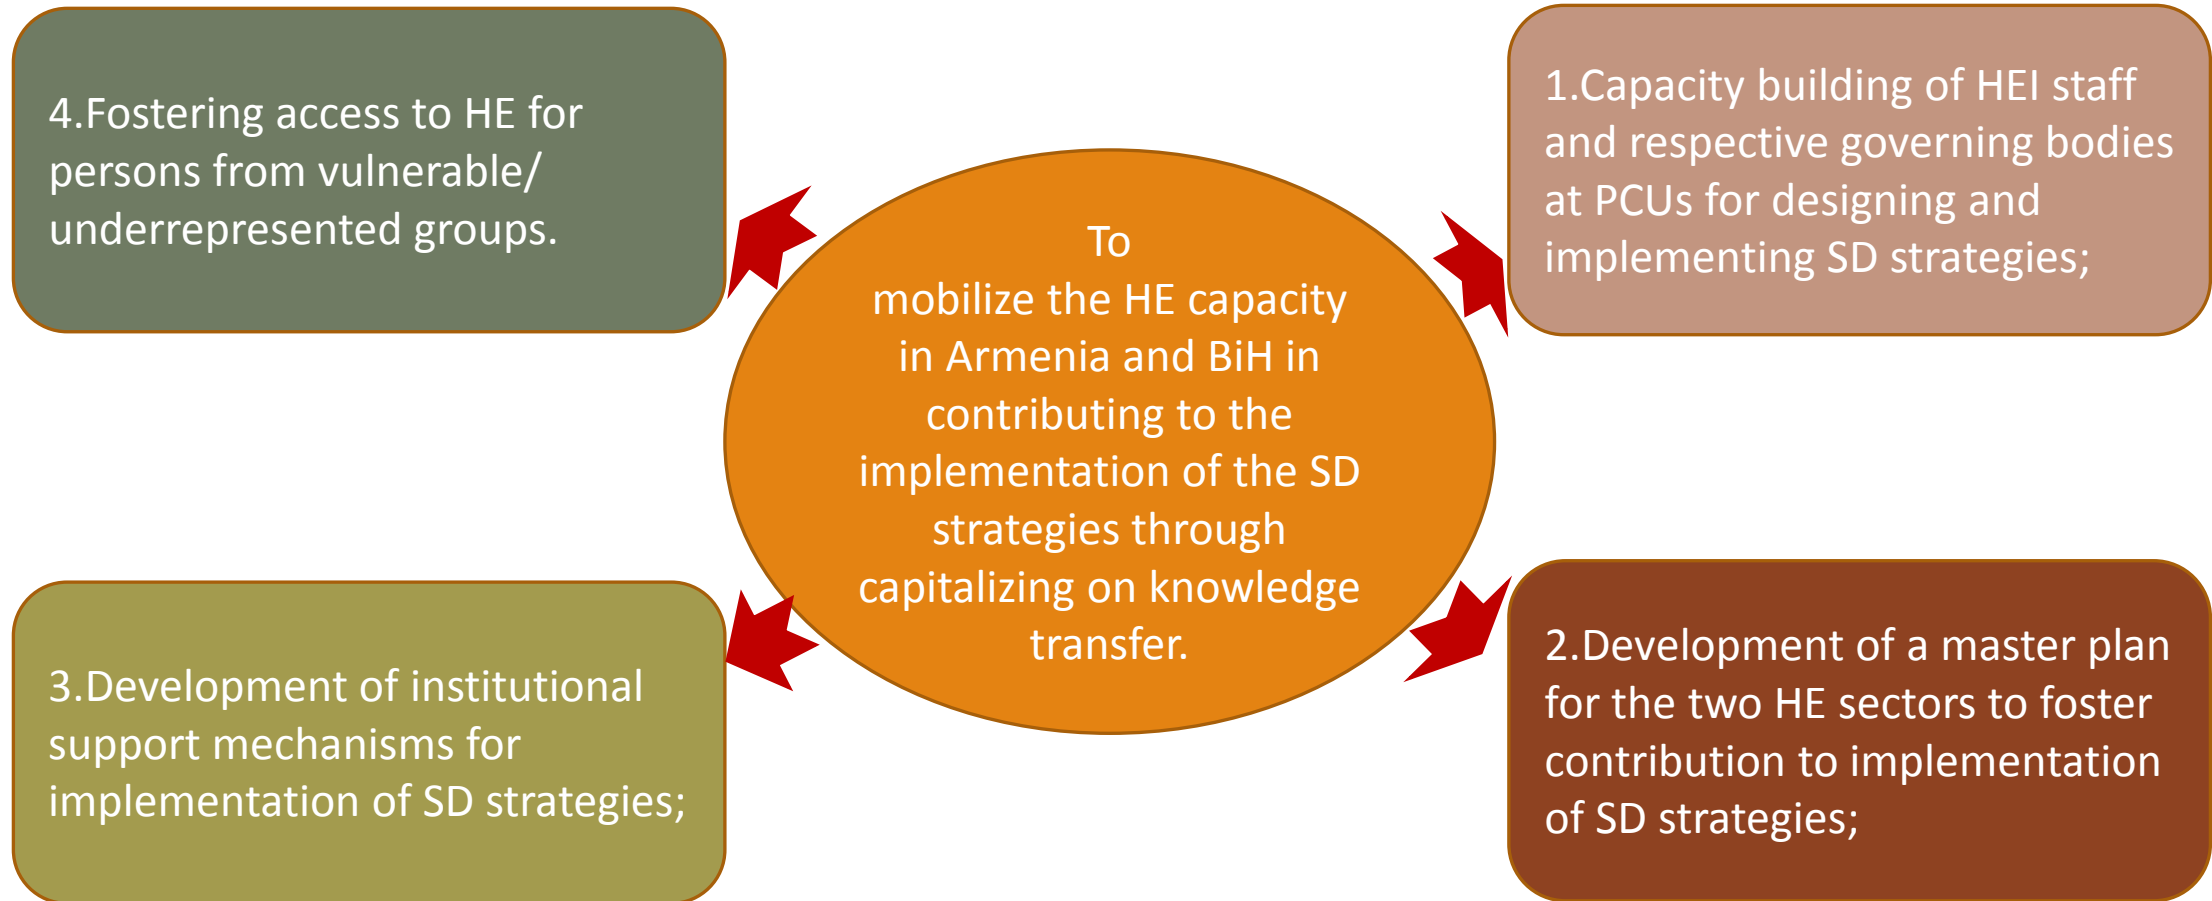 4.Fostering access to HE for
persons from vulnerable/
underrepresented groups.
1.Capacity building of HEI staff
and respective governing bodies
at PCUs for designing and
implementing SD strategies;
To
mobilize the HE capacity
in Armenia and BiH in
contributing to the
implementation of the SD
strategies through
capitalizing on knowledge
transfer.
3.Development of institutional
support mechanisms for
implementation of SD strategies;
2.Development of a master plan
for the two HE sectors to foster
contribution to implementation
of SD strategies;